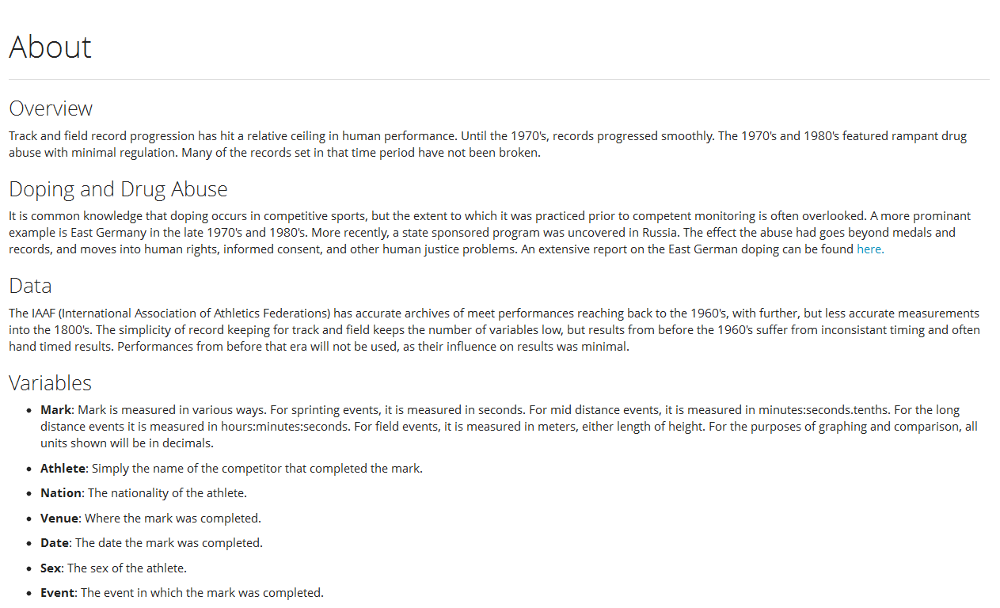 About
Overview
Track and field record progression has hit a relative ceiling in human performance. Until the 1970's, records progressed smoothly. The 1970's and 1980's featured rampant drug
abuse with minimal regulation. Many of the records set in that time period have not been broken.
Doping and Drug Abuse
It is common knowledge that doping occurs in competitive sports, but the extent to which it was practiced prior to competent monitoring is often overlooked. A more prominant
example is East Germany in the late 1970's and 1980's. More recently, a state sponsored program was uncovered in Russia. The effect the abuse had goes beyond medals and
records, and moves into human rights, informed consent, and other human justice problems. An extensive report on the East German doping can be found here.
Data
The IAAF (International Association of Athletics Federations) has accurate archives of meet performances reaching back to the 1960's, with further, but less accurate measurements
into the 1800's. The simplicity of record keeping for track and field keeps the number of variables low, but results from before the 1960's suffer from inconsistant timing and often
hand timed results. Performances from before that era will not be used, as their influence on results was minimal.
Variables
• Mark: Mark is measured in various ways. For sprinting events, it is measured in seconds. For mid distance events, it is measured in minutes:seconds.tenths. For the long
distance events it is measured in hours:minutes:seconds. For field events, it is measured in meters, either length of height. For the purposes of graphing and comparison, all
units shown will be in decimals.
• Athlete: Simply the name of the competitor that completed the mark.
• Nation: The nationality of the athlete.
• Venue: Where the mark was completed.
• Date: The date the mark was completed.
• Sex: The sex of the athlete.
• Event: The event in which the mark was completed.